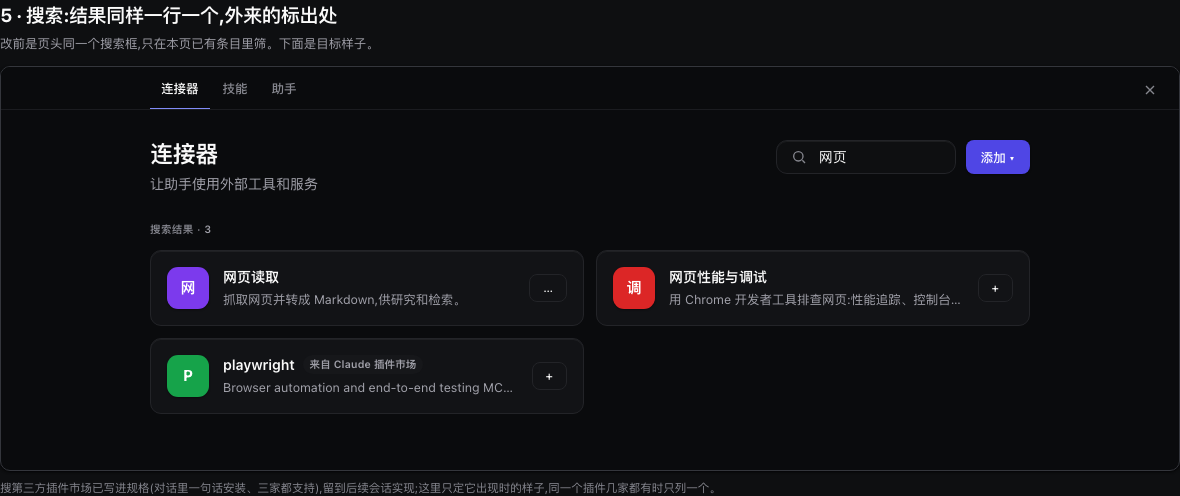 5 · 搜索:结果同样一行一个,外来的标出处
改前是页头同一个搜索框,只在本页已有条目里筛。下面是目标样子。
连接器 技能 助手 ×
连接器
网页
添加 ▾
让助手使用外部工具和服务
搜索结果 · 3
网
网页读取
抓取网页并转成 Markdown,供研究和检索。
...
调
网页性能与调试
用 Chrome 开发者工具排查网页:性能追踪、控制台...
+
P
playwright 来自 Claude 插件市场
Browser automation and end-to-end testing MC...
+
搜第三方插件市场已写进规格(对话里一句话安装、三家都支持),留到后续会话实现;这里只定它出现时的样子,同一个插件几家都有时只列一个。